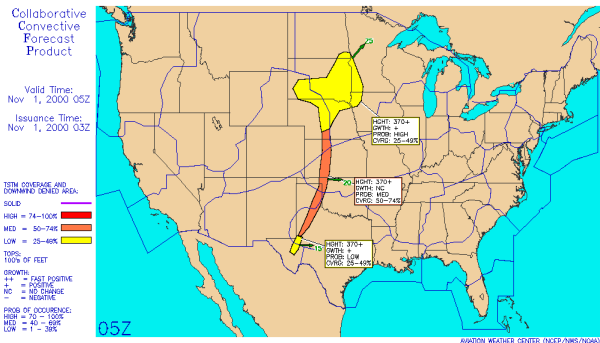 Collaborative
Convective
Forecast
Product
Valid Time:
Nov 1, 2000 05Z
Issuance Time:
Nov 1, 2000 03Z
TSTM COVERAGE AND
DOWNWIND DENIED AREA:
SOLID
HIGH = 74-100%
MED = 50-74%
LOW = 25-49%
TOPS:
100'S OF FEET
GROWTH:
++ = FAST POSITIVE
+ = POSITIVE
NC = NO CHANGE
- = NEGATIVE
PROB OF OCCURENCE:
HIGH = 70 - 100%
MED = 40 - 69%
LOW = 1 - 39%
25
HGHT: 370+
GWTH: +
PROB: HIGH
CVRG: 25-49%
20
HGHT: 370+
GWTH: NC
PROB: MED
CVRG: 50-74%
15
HGHT: 370+
GWTH: +
PROB: LOW
CVRG: 25-49%
05Z
AVIATION WEATHER CENTER (NCEP/NWS/NOAA)